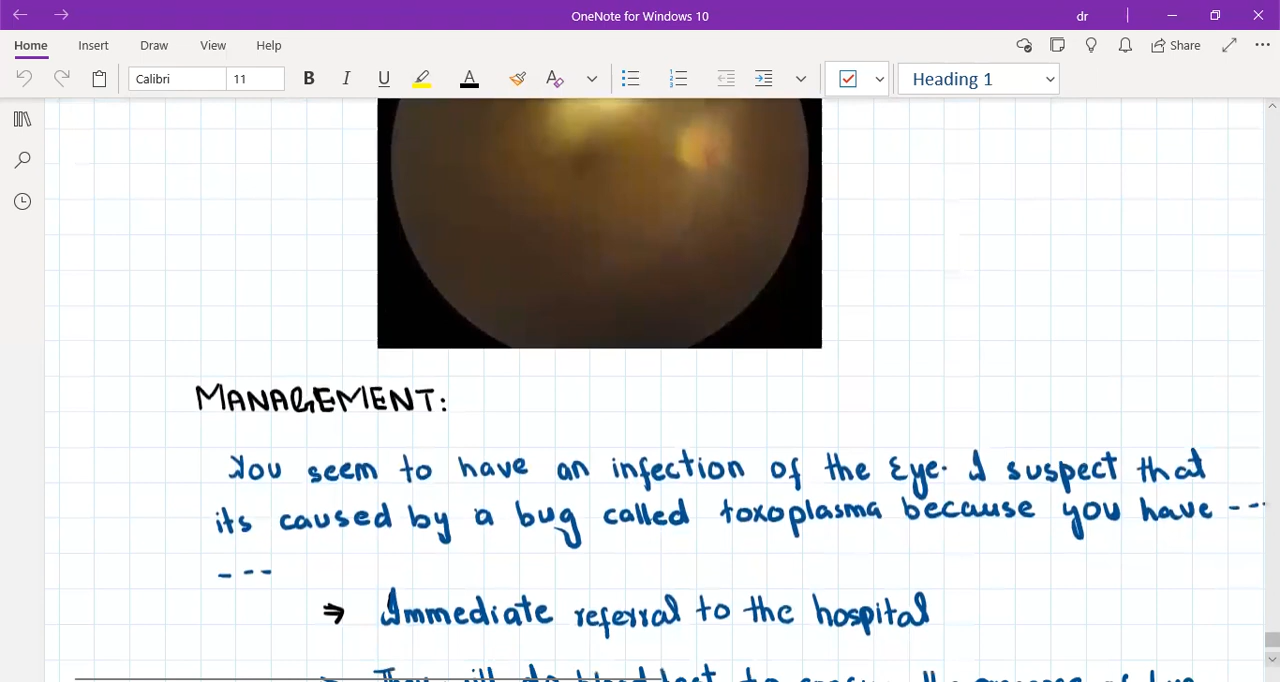 OneNote for Windows 10
dr
Home Insert Draw View Help
Share
Calibri 11 B I U A A Heading 1
MANAGEMENT:
You seem to have an infection of the Eye. I suspect that
its caused by a bug called toxoplasma because you have ---
----
⇒ Immediate referral to the hospital